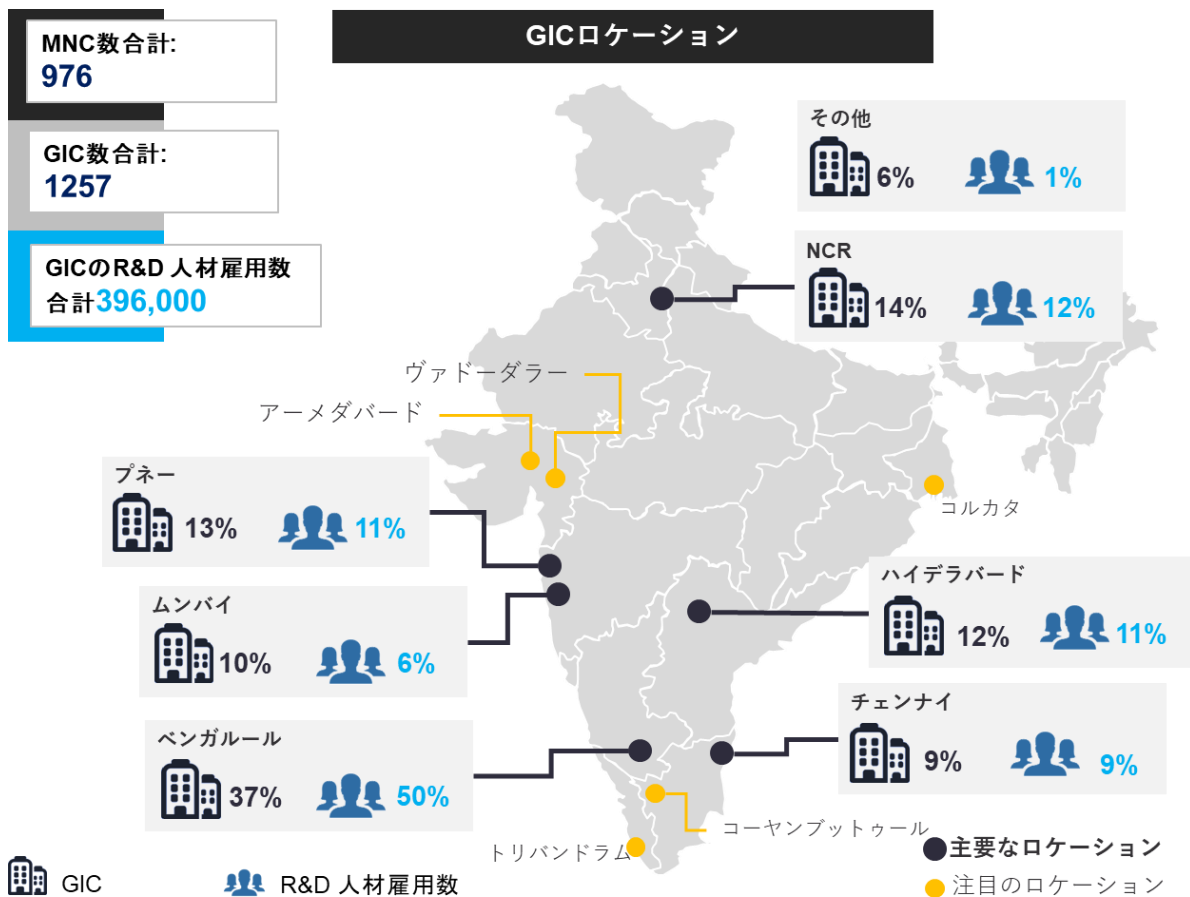 MNC数合計:
976
GIC数合計:
1257
GICのR&D 人材雇用数
合計396,000
GICロケーション
その他
6%
1%
NCR
14%
12%
ヴァドーダラー
アーメダバード
プネー
13%
11%
コルカタ
ハイデラバード
12%
11%
ムンバイ
10%
6%
チェンナイ
9%
9%
ベンガルール
37%
50%
コーヤンブットゥール
トリバンドラム
主要なロケーション
注目のロケーション
GIC
R&D 人材雇用数